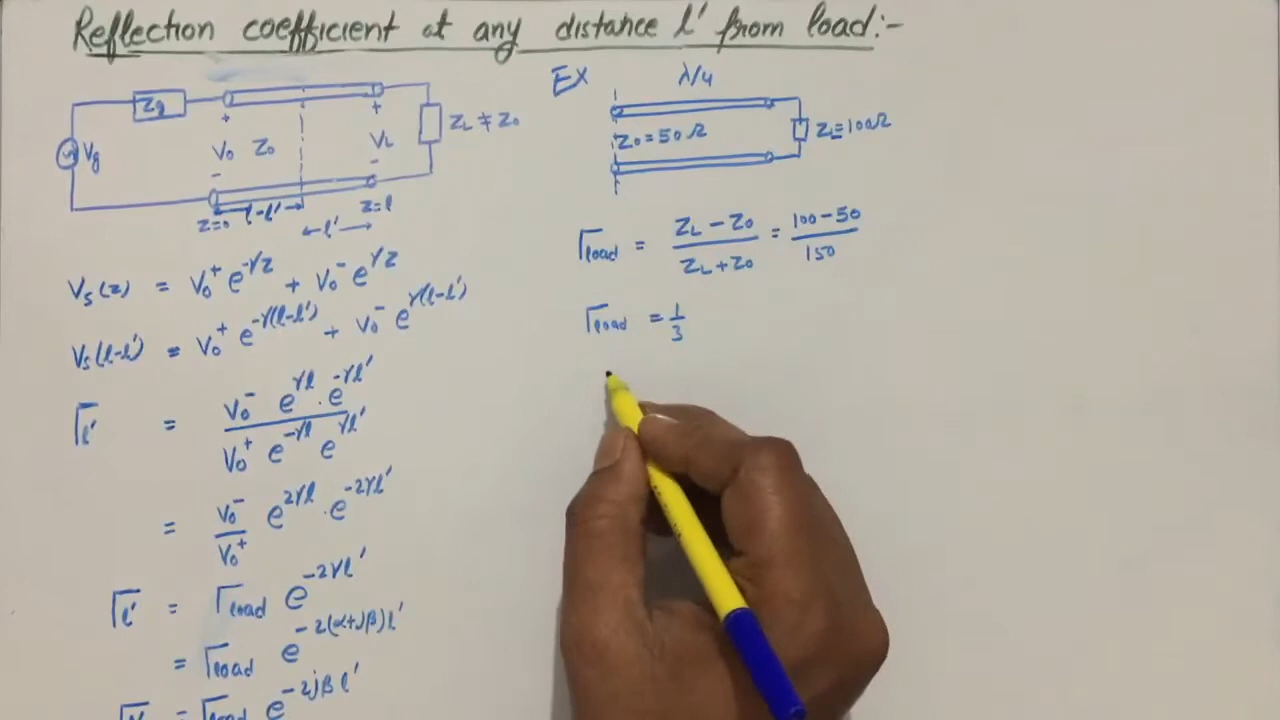 Reflection coefficient at any distance l' from load:-
Zg
Vg
+ V0 -
Z0
+ VL -
ZL ≠ Z0
z=0
l-l'
l'
z=l
Vs(z) = V0⁺ e^-γz + V0⁻ e^γz
Vs(l-l') = V0⁺ e^-γ(l-l') + V0⁻ e^γ(l-l')
Γl' = V0⁻ e^γl · e^-γl' / V0⁺ e^-γl e^γl'
= V0⁻ / V0⁺ e^2γl · e^-2γl'
Γl' = Γload e^-2γl'
= Γload e^-2(α+jβ)l'
= Γload e^-2jβl'
EX
λ/4
Z0=50Ω
ZL=100Ω
Γload = ZL-Z0 / ZL+Z0 = 100-50 / 150
Γload = 1/3